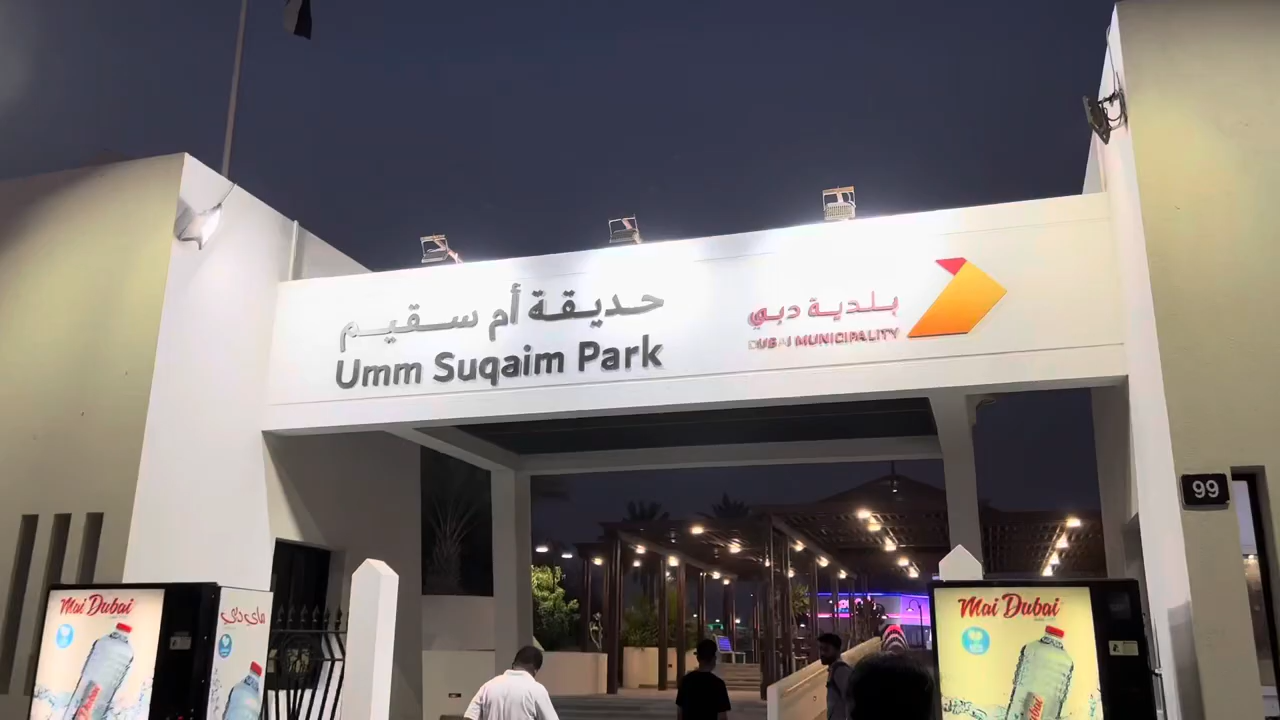 حديقة أم سقيم
Umm Suqaim Park
بلدية دبي
DUBAI MUNICIPALITY
99
Mai Dubai
ماي دبي
Mai Dubai